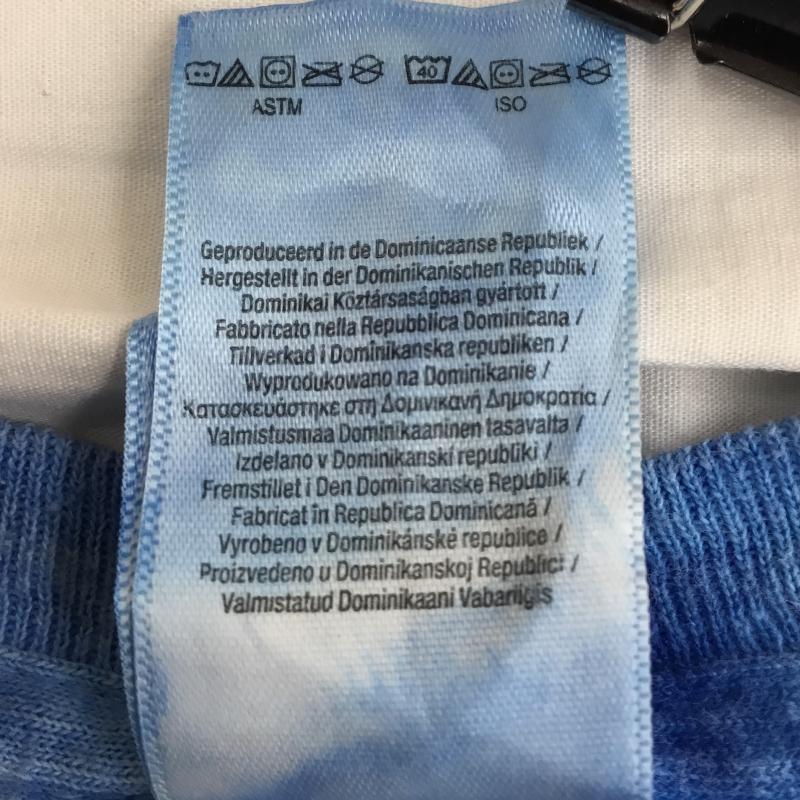 40
ASTM ISO
Geproduceerd in de Dominicaanse Republiek /
Hergestellt in der Dominikanischen Republik /
Dominikai Köztársaságban gyártott /
Fabbricato nella Repubblica Dominicana /
Tillverkad i Dominikanska republiken /
Wyprodukowano na Dominikanie /
Κατασκευάστηκε στη Δομινικανή Δημοκρατία /
Valmistusmaa Dominikaaninen tasavalta /
Izdelano v Dominikanski republiki /
Fremstillet i Den Dominikanske Republik /
Fabricat în Republica Dominicană /
Vyrobeno v Dominikánské republice /
Proizvedeno u Dominikanskoj Republici /
Valmistatud Dominikaani Vabariigis